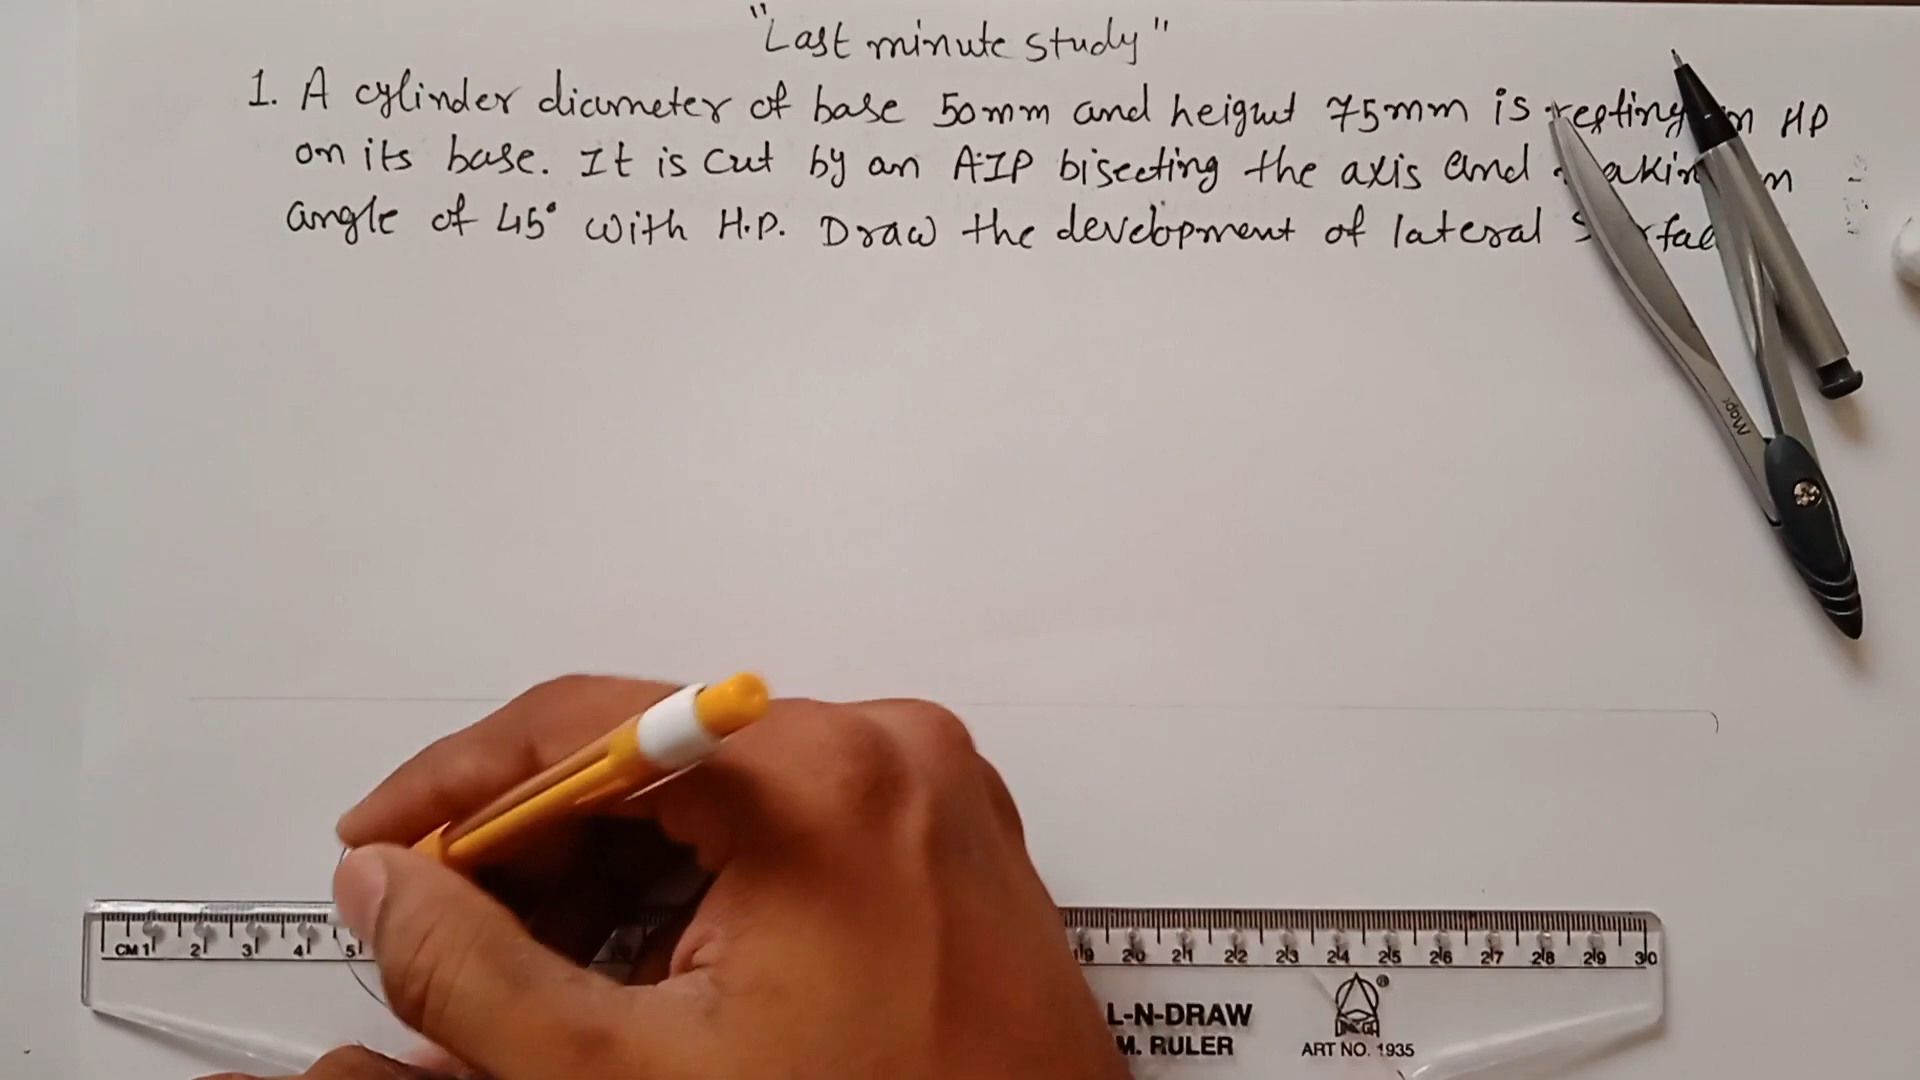 "Last minute study"
1. A cylinder diameter of base 50mm and height 75mm is resting HP
on its base. It is cut by an AIP bisecting the axis and
angle of 45° with H.P. Draw the development of lateral
Maped
CM 1 2 3 4 5 19 20 21 22 23 24 25 26 27 28 29 30
L-N-DRAW
M. RULER
ART NO. 1935